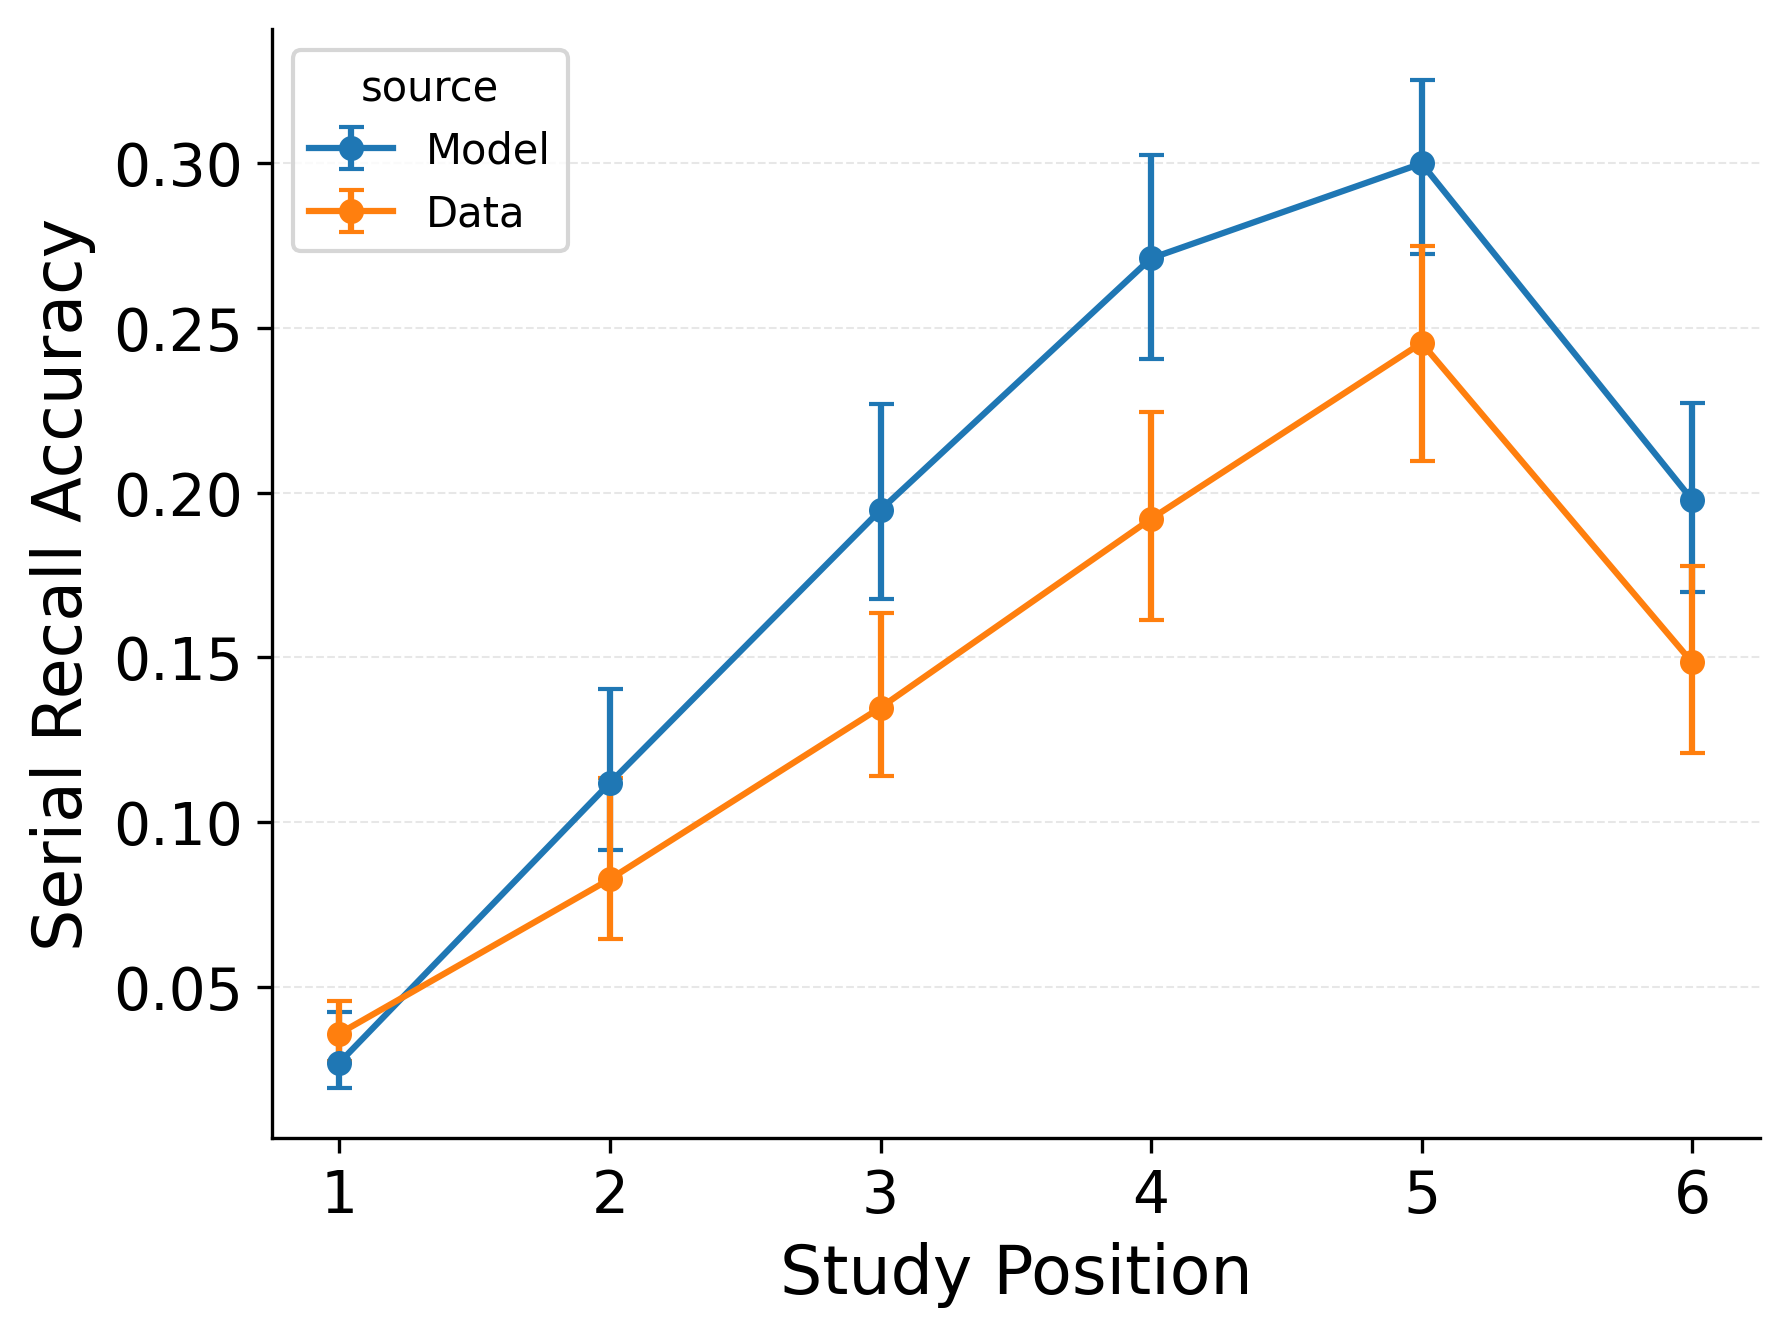 source
Model
Data
0.30
0.25
0.20
0.15
0.10
0.05
Serial Recall Accuracy
1 2 3 4 5 6
Study Position